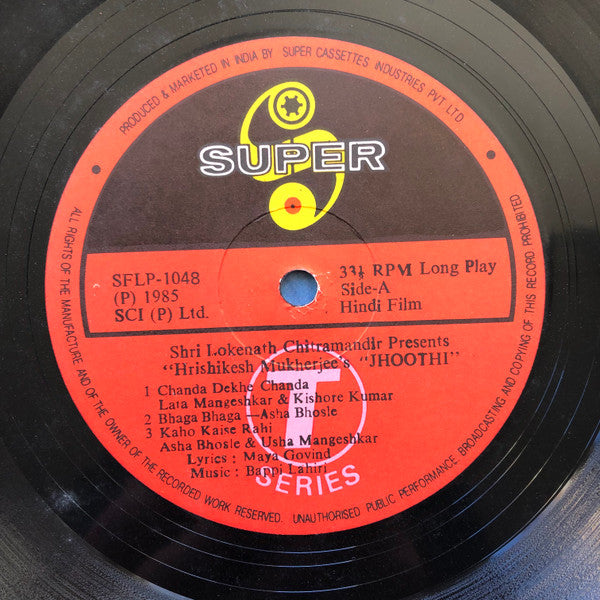 PRODUCED & MARKETED IN INDIA BY SUPER CASSETTES INDUSTRIES PVT. LTD.
SUPER
SFLP-1048
(P) 1985
SCI (P) Ltd.
33⅓ RPM Long Play
Side-A
Hindi Film
Shri Lokenath Chitramandir Presents
"Hrishikesh Mukherjee's "JHOOTHI"
1 Chanda Dekhe Chanda
Lata Mangeshkar & Kishore Kumar
2 Bhaga Bhaga—Asha Bhosle
3 Kaho Kaise Rahi
Asha Bhosle & Usha Mangeshkar
Lyrics : Maya Govind
Music : Bappi Lahiri
T
SERIES
ALL RIGHTS OF THE MANUFACTURE AND OF THE OWNER OF THE RECORDED WORK RESERVED. UNAUTHORISED PUBLIC PERFORMANCE BROADCASTING AND COPYING OF THIS RECORD PROHIBITED